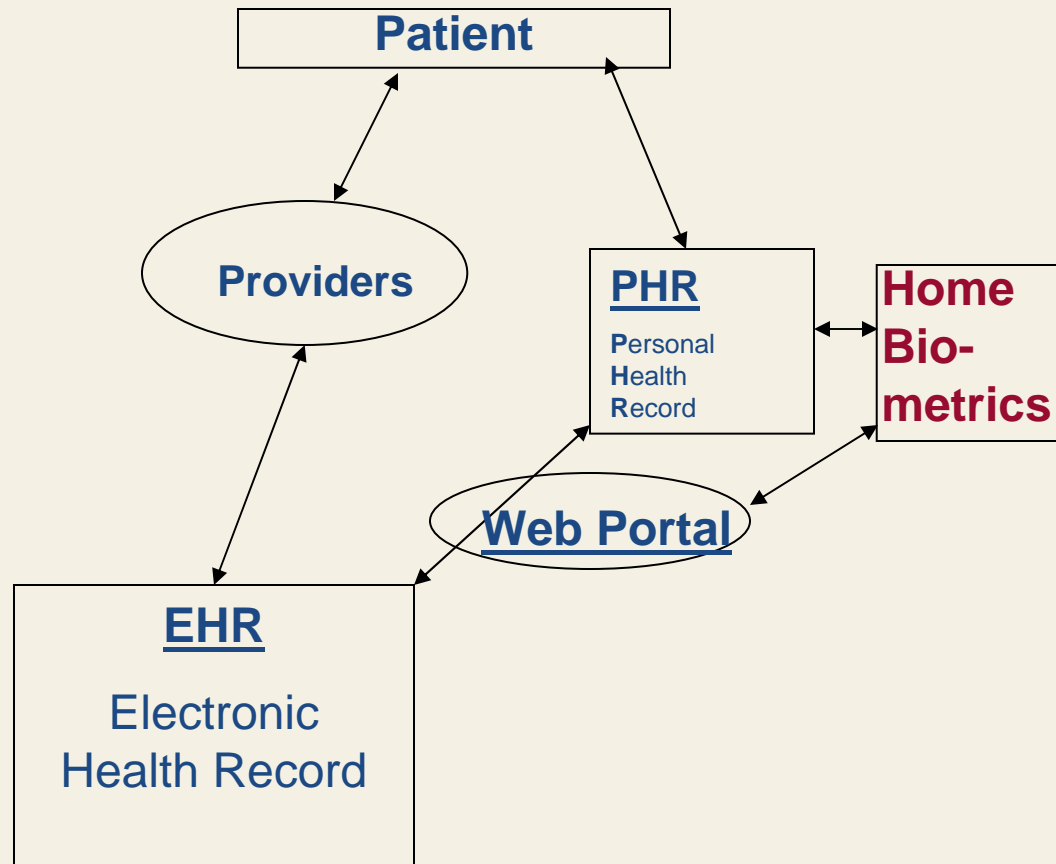 Patient
Providers
PHR
Personal
Health
Record
Home
Bio-
metrics
Web Portal
EHR
Electronic
Health Record